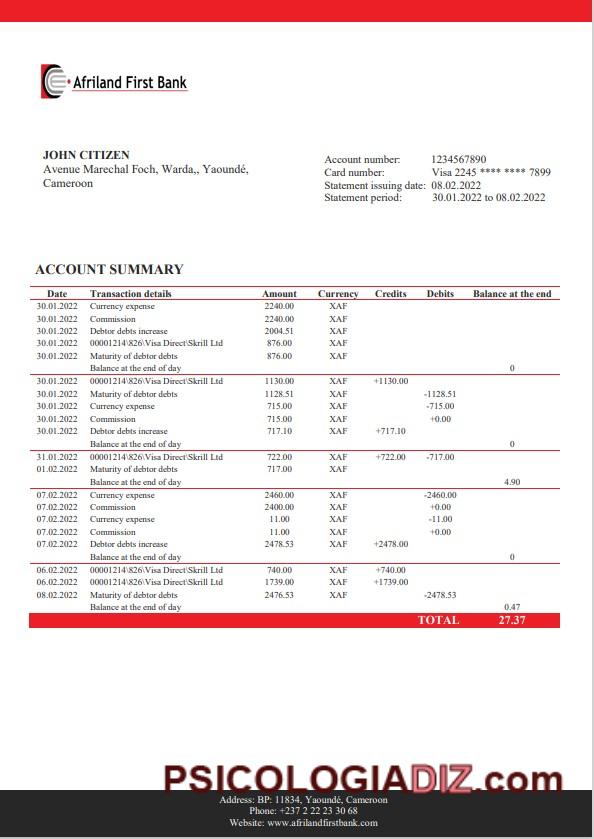 Afriland First Bank
JOHN CITIZEN
Avenue Marechal Foch, Warda,, Yaoundé,
Cameroon
Account number: 1234567890
Card number: Visa 2245 **** **** 7899
Statement issuing date: 08.02.2022
Statement period: 30.01.2022 to 08.02.2022
ACCOUNT SUMMARY
Date Transaction details Amount Currency Credits Debits Balance at the end
30.01.2022 Currency expense 2240.00 XAF
30.01.2022 Commission 2240.00 XAF
30.01.2022 Debtor debts increase 2004.51 XAF
30.01.2022 00001214\826\Visa Direct\Skrill Ltd 876.00 XAF
30.01.2022 Maturity of debtor debts 876.00 XAF
Balance at the end of day 0
30.01.2022 00001214\826\Visa Direct\Skrill Ltd 1130.00 XAF +1130.00
30.01.2022 Maturity of debtor debts 1128.51 XAF -1128.51
30.01.2022 Currency expense 715.00 XAF -715.00
30.01.2022 Commission 715.00 XAF +0.00
30.01.2022 Debtor debts increase 717.10 XAF +717.10
Balance at the end of day 0
31.01.2022 00001214\826\Visa Direct\Skrill Ltd 722.00 XAF +722.00 -717.00
01.02.2022 Maturity of debtor debts 717.00 XAF
Balance at the end of day 4.90
07.02.2022 Currency expense 2460.00 XAF -2460.00
07.02.2022 Commission 2400.00 XAF +0.00
07.02.2022 Currency expense 11.00 XAF -11.00
07.02.2022 Commission 11.00 XAF +0.00
07.02.2022 Debtor debts increase 2478.53 XAF +2478.00
Balance at the end of day 0
06.02.2022 00001214\826\Visa Direct\Skrill Ltd 740.00 XAF +740.00
06.02.2022 00001214\826\Visa Direct\Skrill Ltd 1739.00 XAF +1739.00
08.02.2022 Maturity of debtor debts 2476.53 XAF -2478.53
Balance at the end of day 0.47
TOTAL 27.37
PSICOLOGIADIZ.com
Address: BP: 11834, Yaoundé, Cameroon
Phone: +237 2 22 23 30 68
Website: www.afrilandfirstbank.com